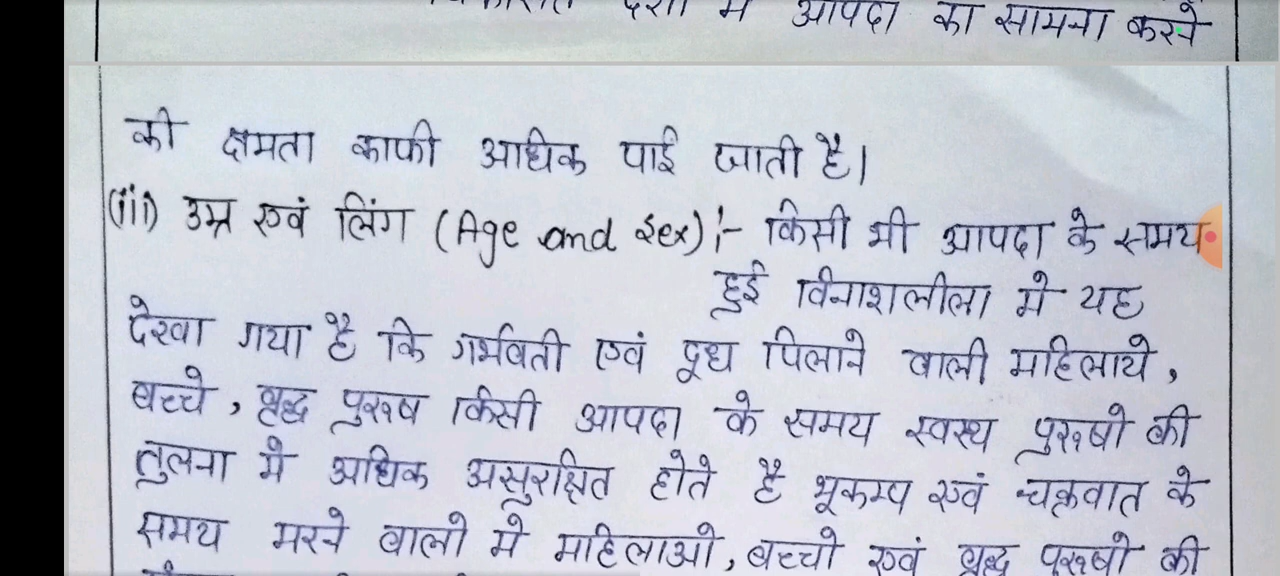 देशो मे आपदा का सामना करने
की क्षमता काफी अधिक पाई जाती है।
(iii) उम्र एवं लिंग (Age and Sex):- किसी भी आपदा के समय
हुई विनाशलीला मे यह
देखा गया है कि गर्भवती एवं दूध पिलाने वाली महिलाये,
बच्चे, वृद्ध पुरूष किसी आपदा के समय स्वस्थ पुरूषो की
तुलना मे अधिक असुरक्षित होते है भूकम्प एवं चक्रवात के
समय मरने वालो मे महिलाओ, बच्चो एवं वृद्ध पुरूषो की